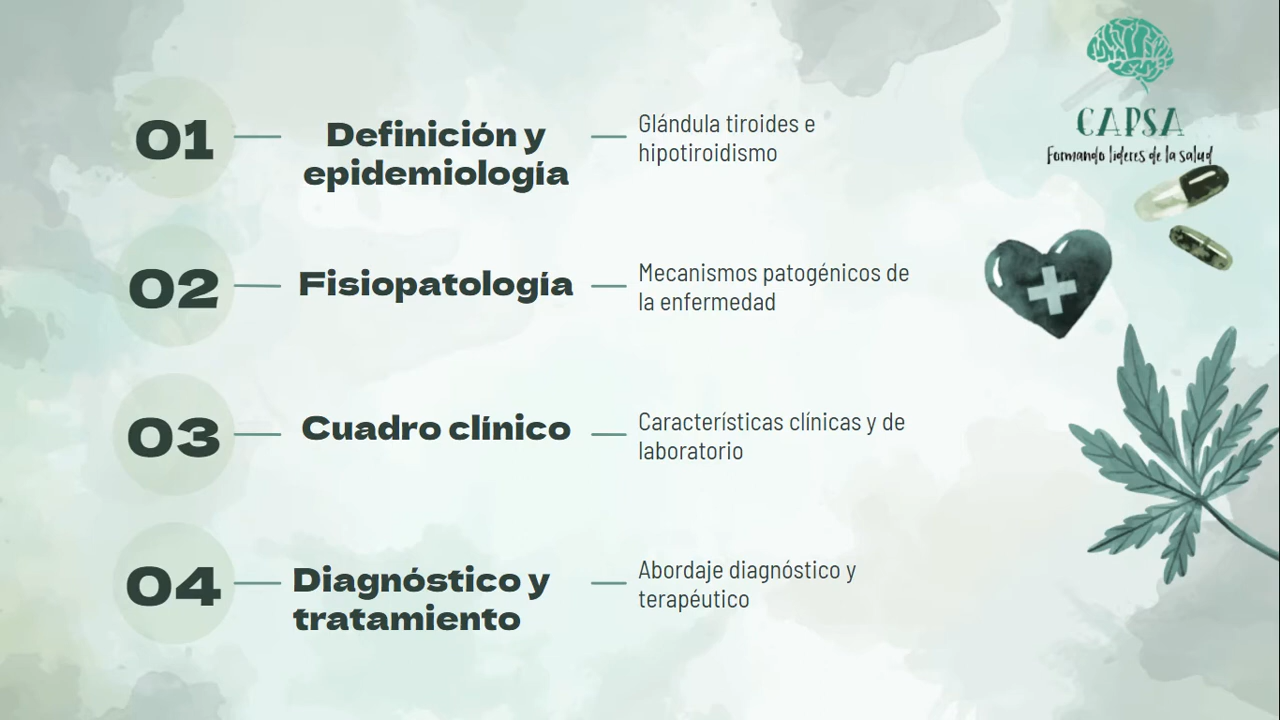 CAPSA
Formando líderes de la salud
01
Definición y
epidemiología
Glándula tiroides e
hipotiroidismo
02
Fisiopatología
Mecanismos patogénicos de
la enfermedad
03
Cuadro clínico
Características clínicas y de
laboratorio
04
Diagnóstico y
tratamiento
Abordaje diagnóstico y
terapéutico